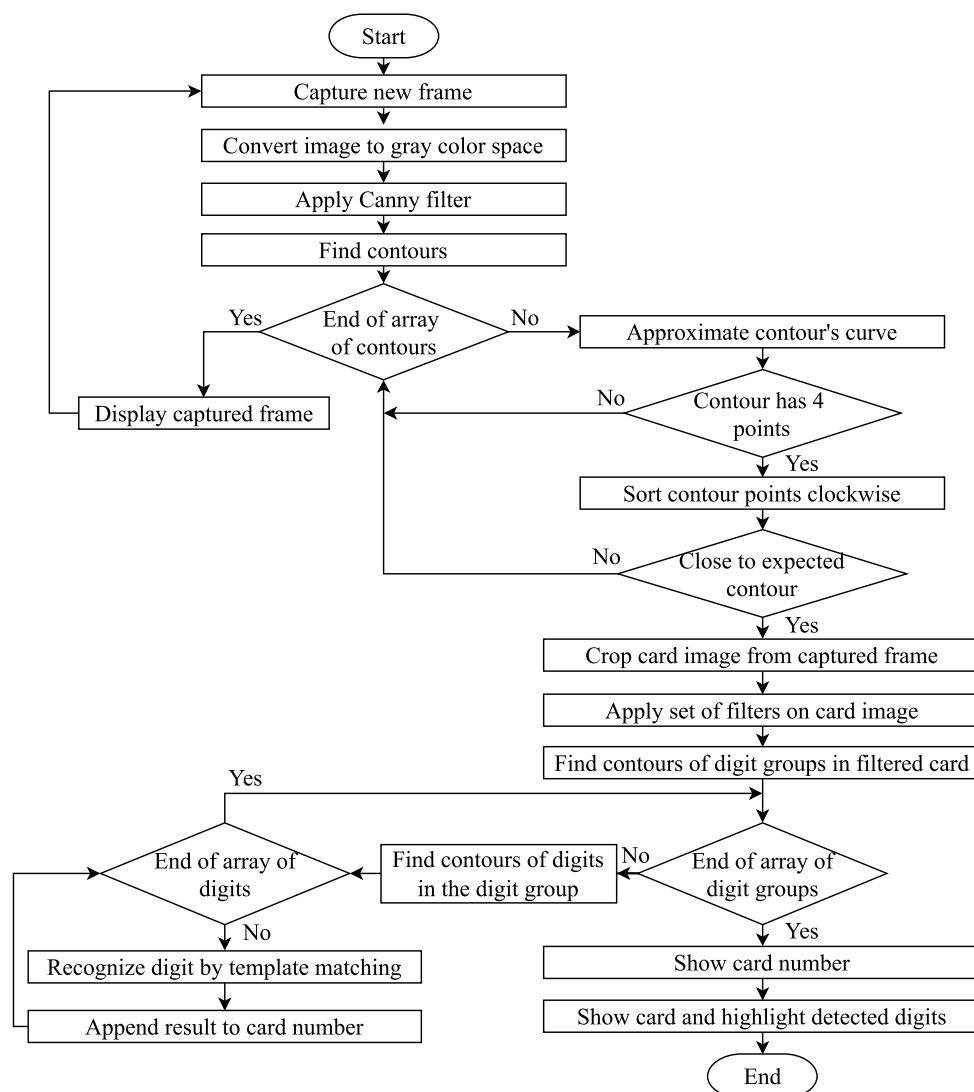 Start
Capture new frame
Convert image to gray color space
Apply Canny filter
Find contours
Yes
End of array
of contours
No
Approximate contour's curve
Display captured frame
No
Contour has 4
points
Yes
Sort contour points clockwise
No
Close to expected
contour
Yes
Crop card image from captured frame
Apply set of filters on card image
Find contours of digit groups in filtered card
Yes
End of array of
digits
Find contours of digits
in the digit group
No
End of array of
digit groups
No
Yes
Recognize digit by template matching
Show card number
Append result to card number
Show card and highlight detected digits
End